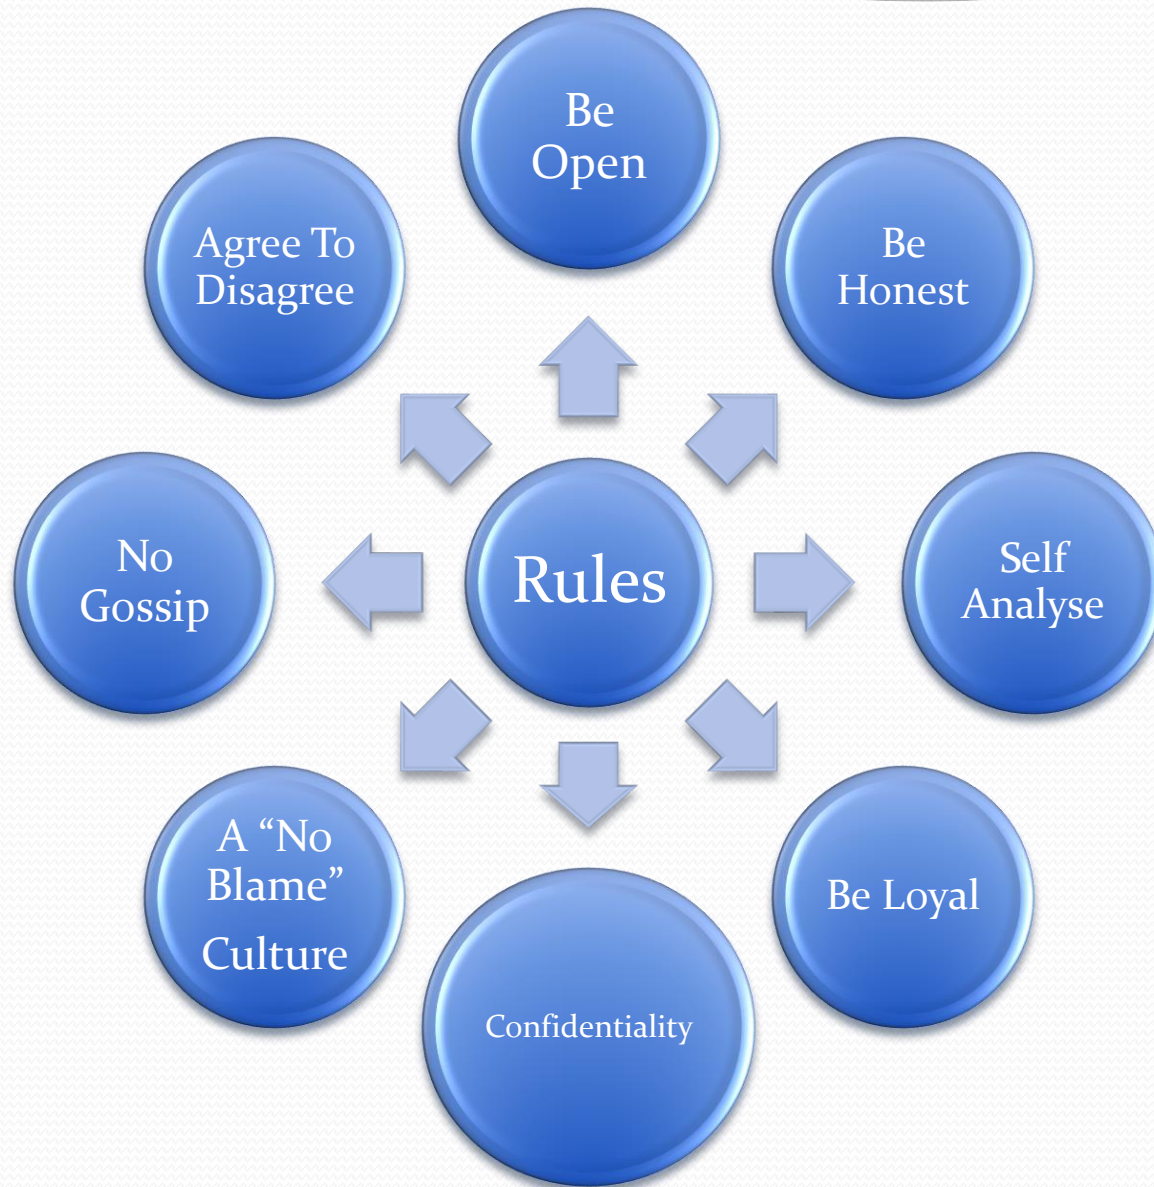 Be
Open
Be
Honest
Self
Analyse
Be Loyal
Confidentiality
A “No
Blame”
Culture
No
Gossip
Agree To
Disagree
Rules